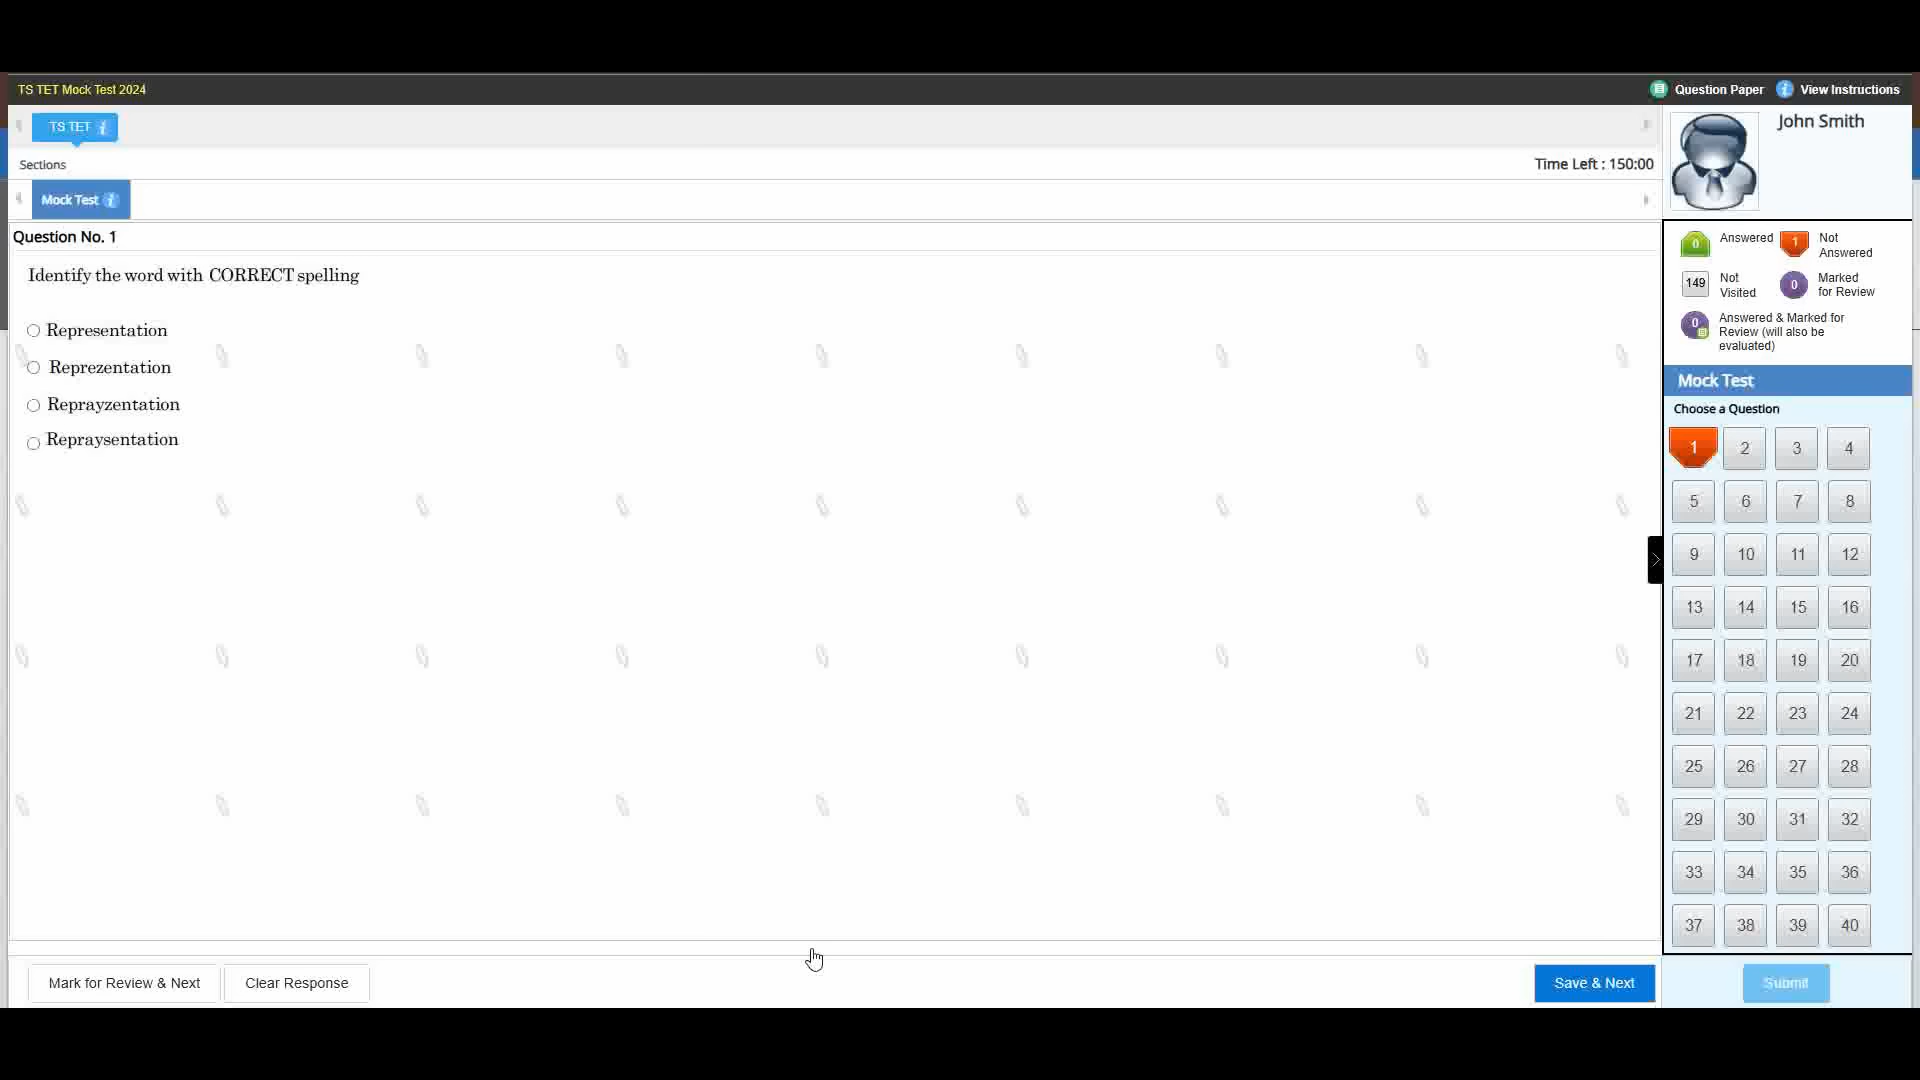 TS TET Mock Test 2024
Question Paper
View Instructions
TS TET i
John Smith
Sections
Time Left : 150:00
Mock Test i
Question No. 1
Identify the word with CORRECT spelling
Representation
Reprezentation
Reprayzentation
Repraysentation
0 Answered
1 Not Answered
149 Not Visited
0 Marked for Review
0 Answered & Marked for
Review (will also be
evaluated)
Mock Test
Choose a Question
1 2 3 4
5 6 7 8
9 10 11 12
13 14 15 16
17 18 19 20
21 22 23 24
25 26 27 28
29 30 31 32
33 34 35 36
37 38 39 40
Mark for Review & Next
Clear Response
Save & Next
Submit